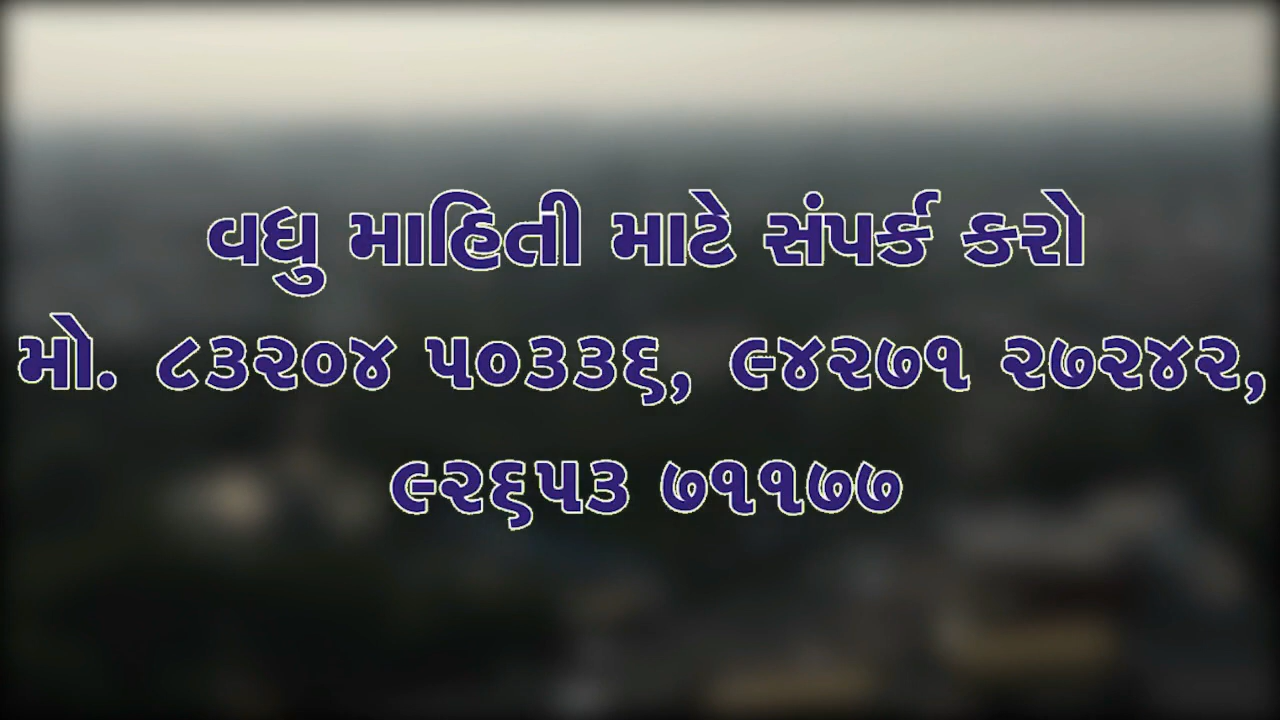 વધુ માહિતી માટે સંપર્ક કરો
મો. ૮૩૨૦૪ ૫૦૩૩૬, ૯૪૨૭૧ ૨૭૨૪૨,
૯૨૬૫૩ ૭૧૧૭૭